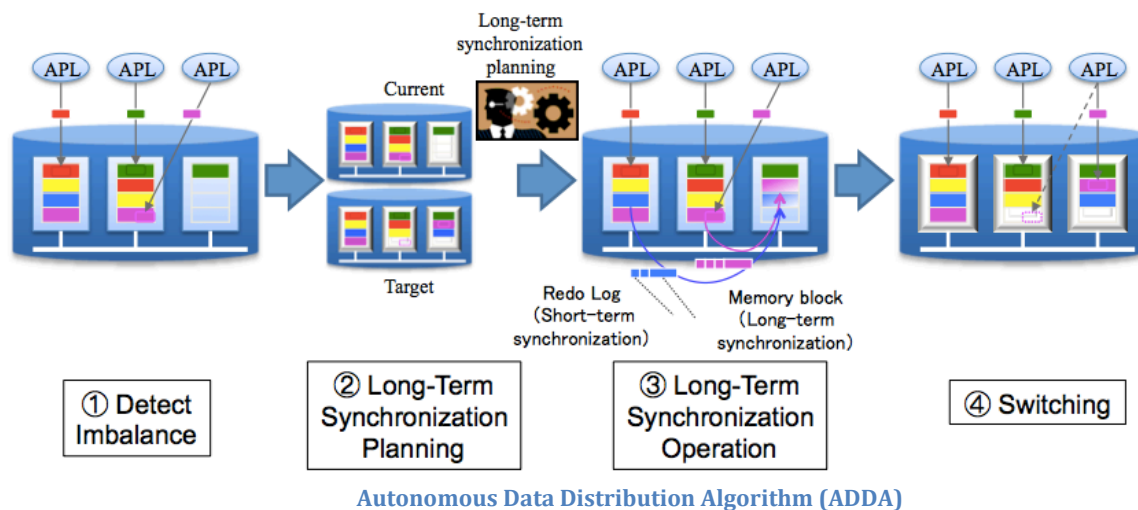 APL
APL
APL
Current
Target
Long-term
synchronization
planning
APL
APL
APL
Redo Log
(Short-term
synchronization)
Memory block
(Long-term
synchronization)
APL
APL
APL
① Detect
Imbalance
② Long-Term
Synchronization
Planning
③ Long-Term
Synchronization
Operation
④ Switching
Autonomous Data Distribution Algorithm (ADDA)